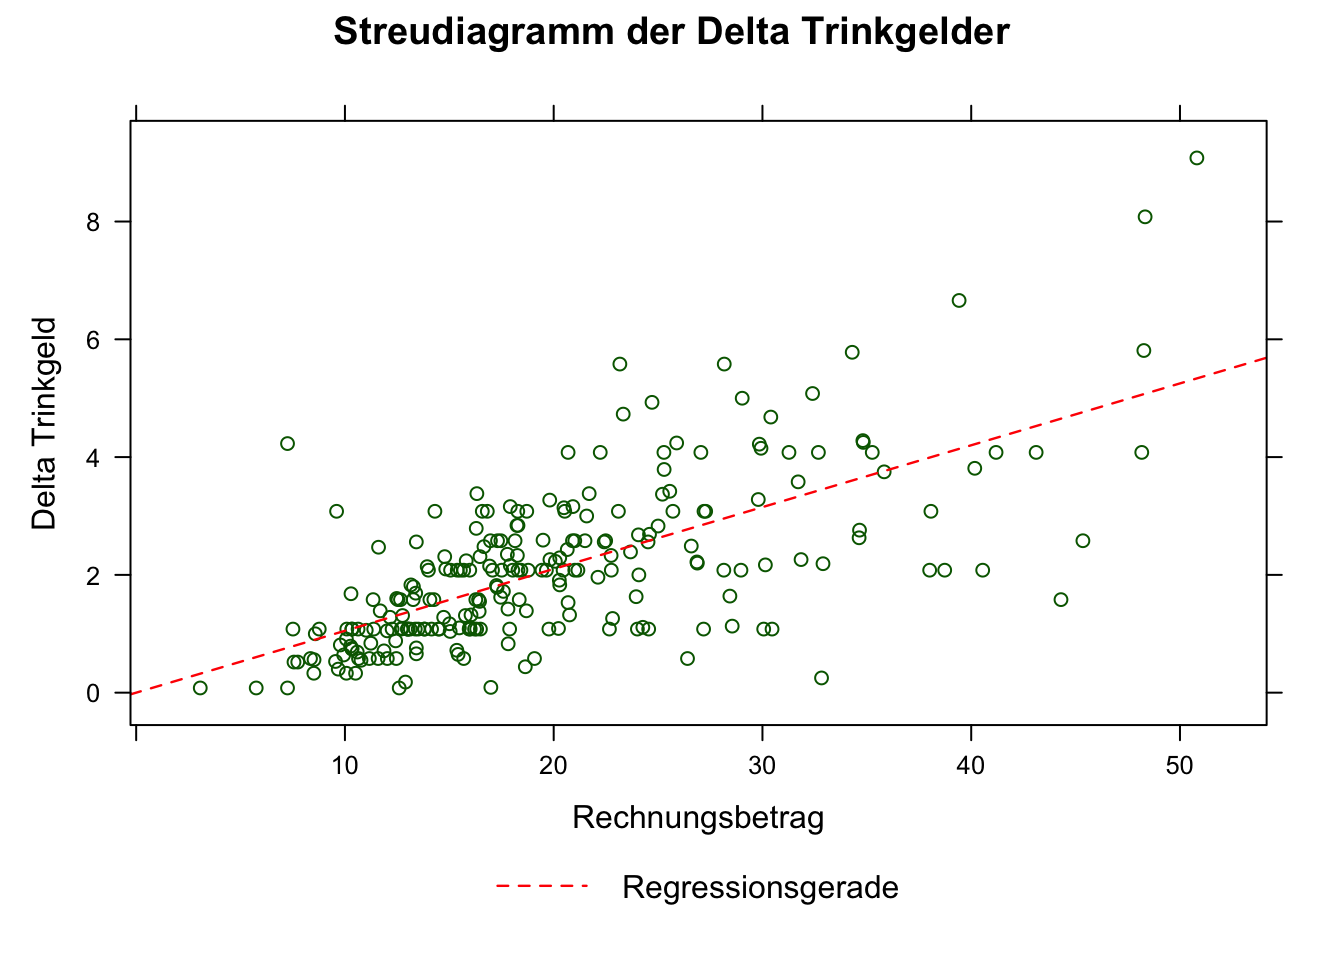 Streudiagramm der Delta Trinkgelder
Delta Trinkgeld
8
6
4
2
0
10 20 30 40 50
Rechnungsbetrag
Regressionsgerade